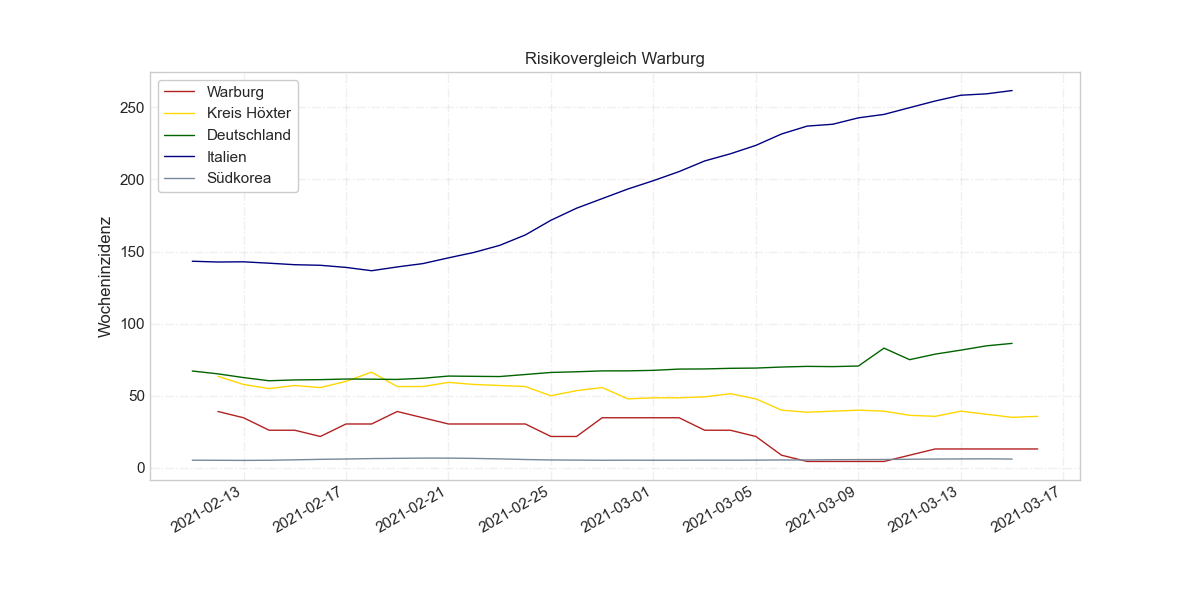 Risikovergleich Warburg
Warburg
Kreis Höxter
Deutschland
Italien
Südkorea
Wocheninzidenz
250
200
150
100
50
0
2021-02-13
2021-02-17
2021-02-21
2021-02-25
2021-03-01
2021-03-05
2021-03-09
2021-03-13
2021-03-17